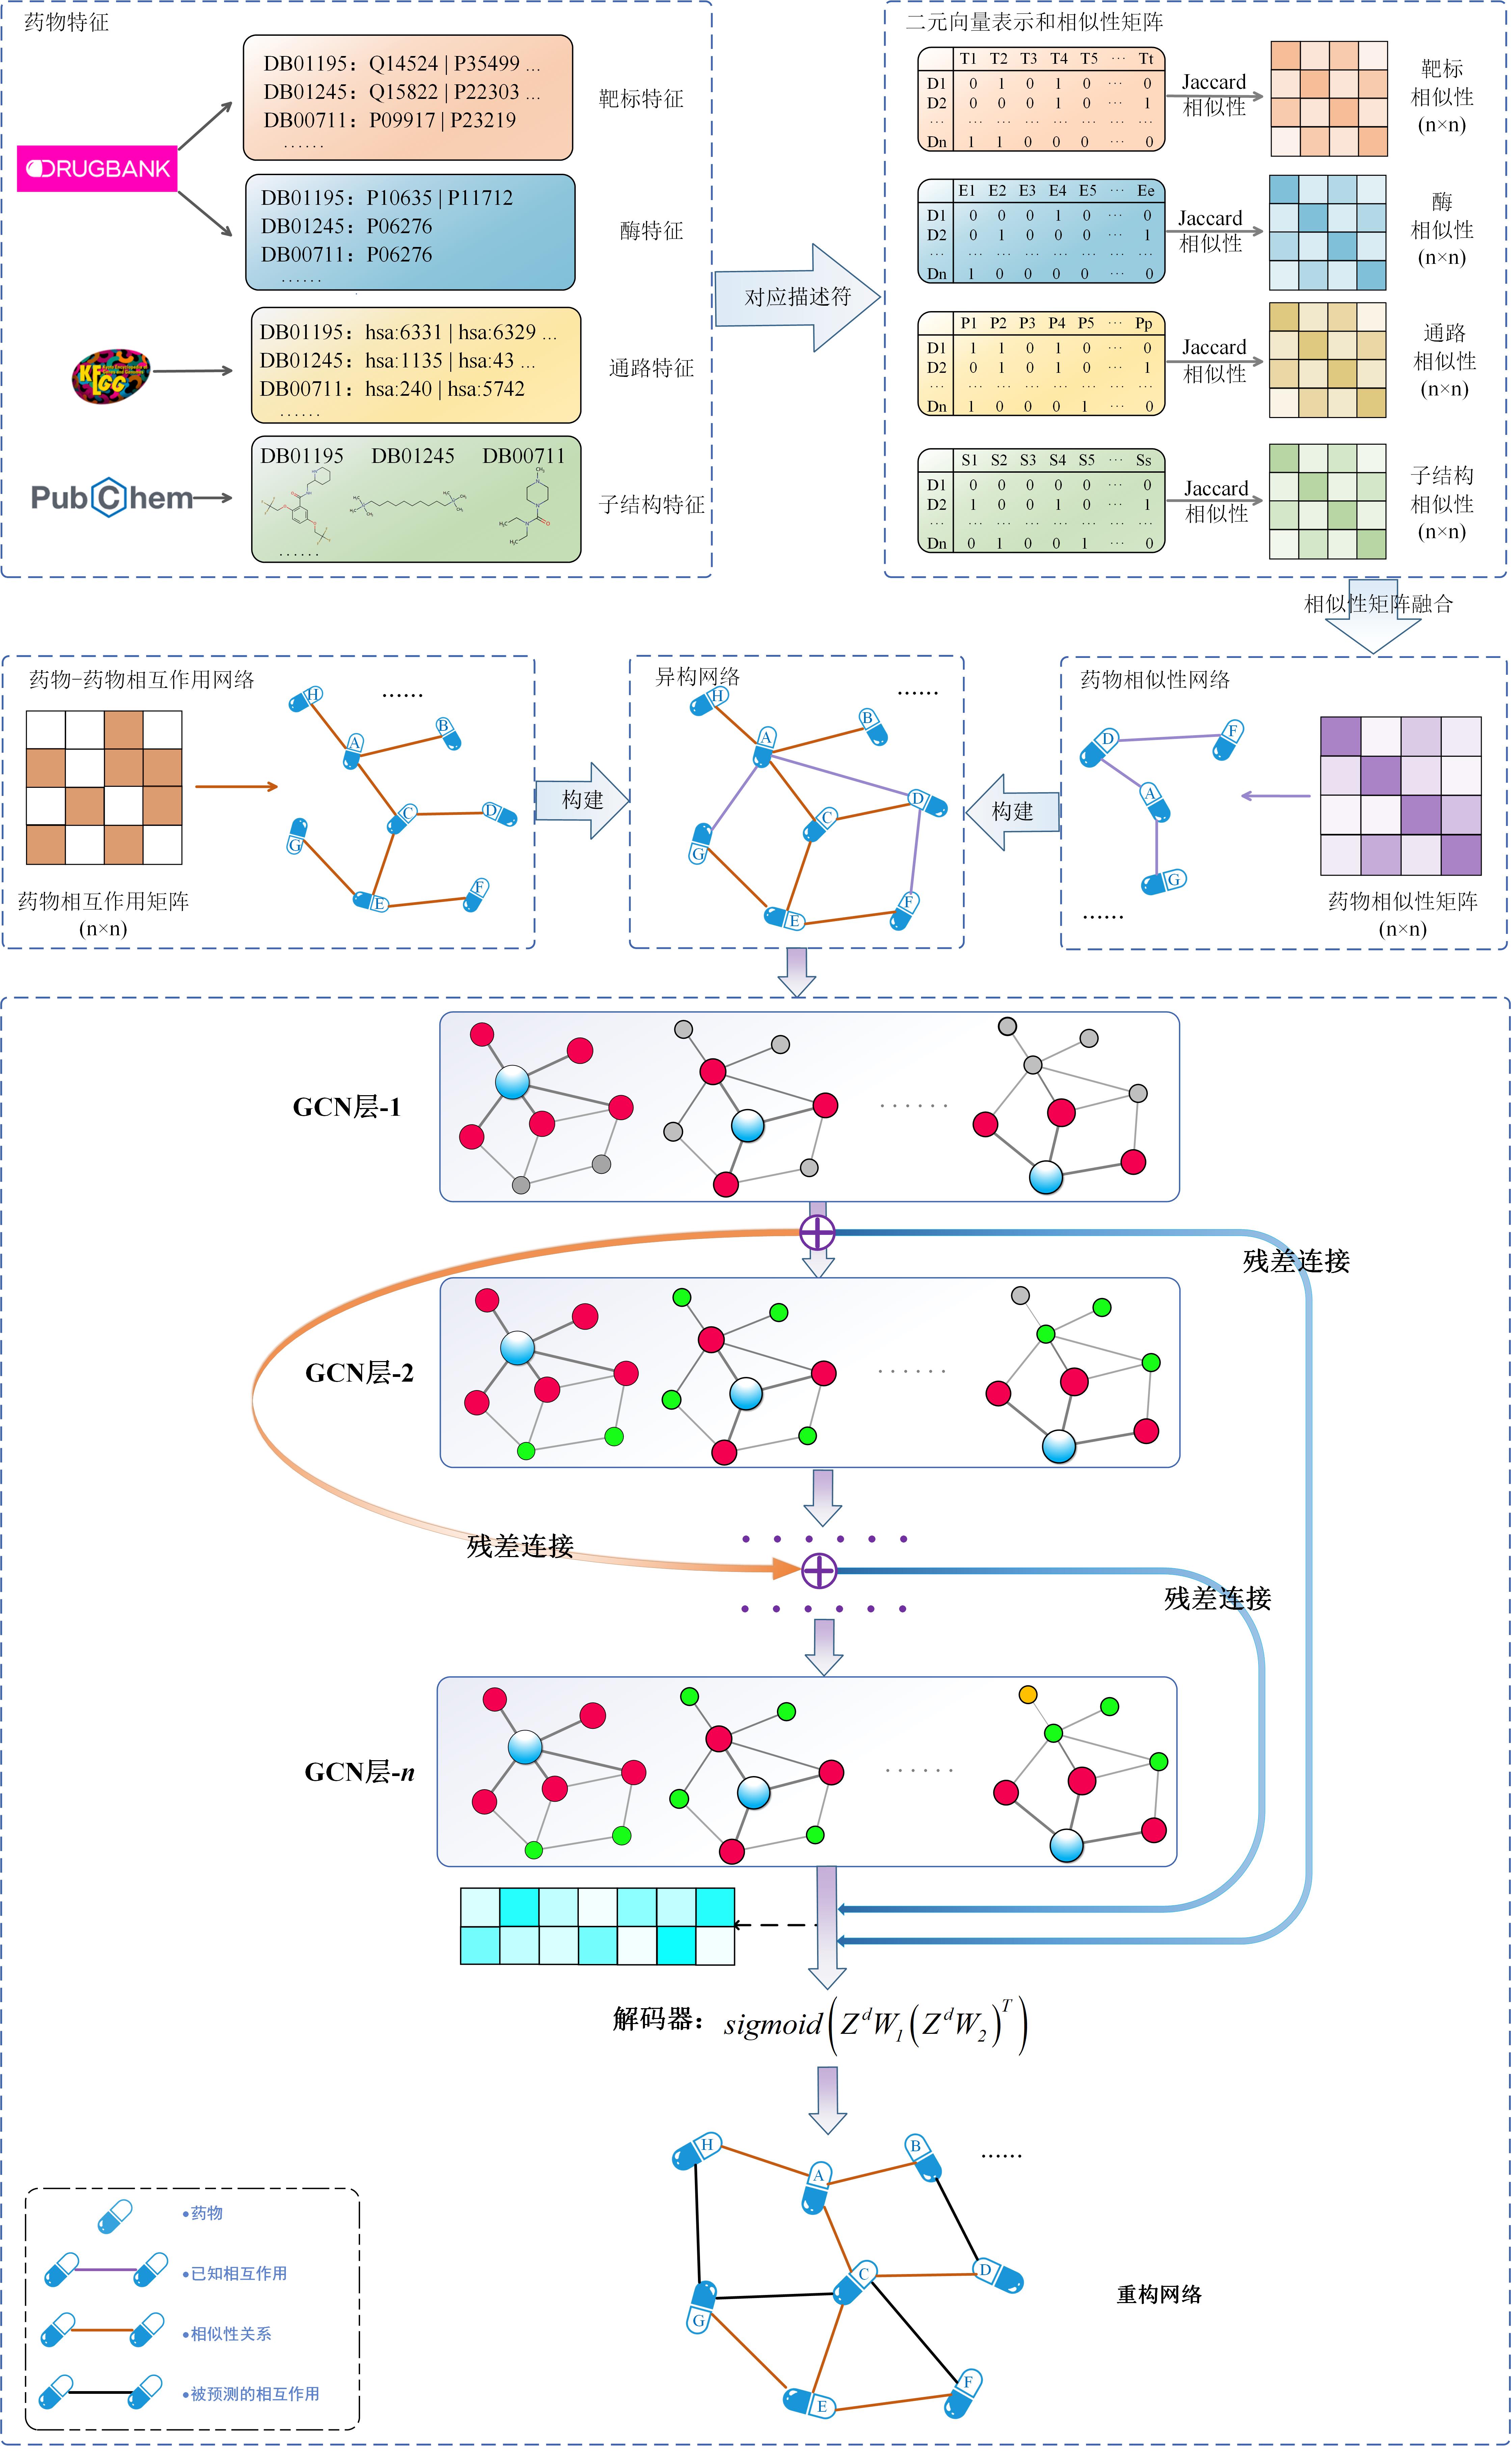 药物特征
DB01195：Q14524 | P35499 ...
DB01245：Q15822 | P22303 ...
DB00711：P09917 | P23219
······
靶标特征
DRUGBANK
DB01195：P10635 | P11712
DB01245：P06276
DB00711：P06276
······
酶特征
KEGG
DB01195：hsa:6331 | hsa:6329 ...
DB01245：hsa:1135 | hsa:43 ...
DB00711：hsa:240 | hsa:5742
······
通路特征
PubChem
DB01195 DB01245 DB00711
······
子结构特征
对应描述符
二元向量表示和相似性矩阵
T1 T2 T3 T4 T5 ··· Tt
D1 0 1 0 1 0 ··· 0
D2 0 0 0 1 0 ··· 1
··· ··· ··· ··· ··· ··· ···
Dn 1 1 0 0 0 ··· 0
Jaccard
相似性
靶标
相似性
(n×n)
E1 E2 E3 E4 E5 ··· Ee
D1 0 0 0 1 0 ··· 0
D2 0 1 0 0 0 ··· 1
··· ··· ··· ··· ··· ··· ···
Dn 1 0 0 0 0 ··· 0
Jaccard
相似性
酶
相似性
(n×n)
P1 P2 P3 P4 P5 ··· Pp
D1 1 1 0 1 0 ··· 0
D2 0 1 0 1 0 ··· 1
··· ··· ··· ··· ··· ··· ···
Dn 1 0 0 0 1 ··· 0
Jaccard
相似性
通路
相似性
(n×n)
S1 S2 S3 S4 S5 ··· Ss
D1 0 0 0 0 0 ··· 0
D2 1 0 0 1 0 ··· 1
··· ··· ··· ··· ··· ··· ···
Dn 0 1 0 0 1 ··· 0
Jaccard
相似性
子结构
相似性
(n×n)
相似性矩阵融合
药物-药物相互作用网络
药物相互作用矩阵
(n×n)
······
H
A
B
C
D
G
E
F
构建
异构网络
······
H
A
B
D
C
G
E
F
构建
药物相似性网络
D
F
A
G
······
药物相似性矩阵
(n×n)
GCN层-1
······
残差连接
GCN层-2
······
残差连接
残差连接
GCN层-n
······
解码器：sigmoid(Z^d W_1 (Z^d W_2)^T)
H
A
B
······
C
D
G
E
F
重构网络
•药物
•已知相互作用
•相似性关系
•被预测的相互作用